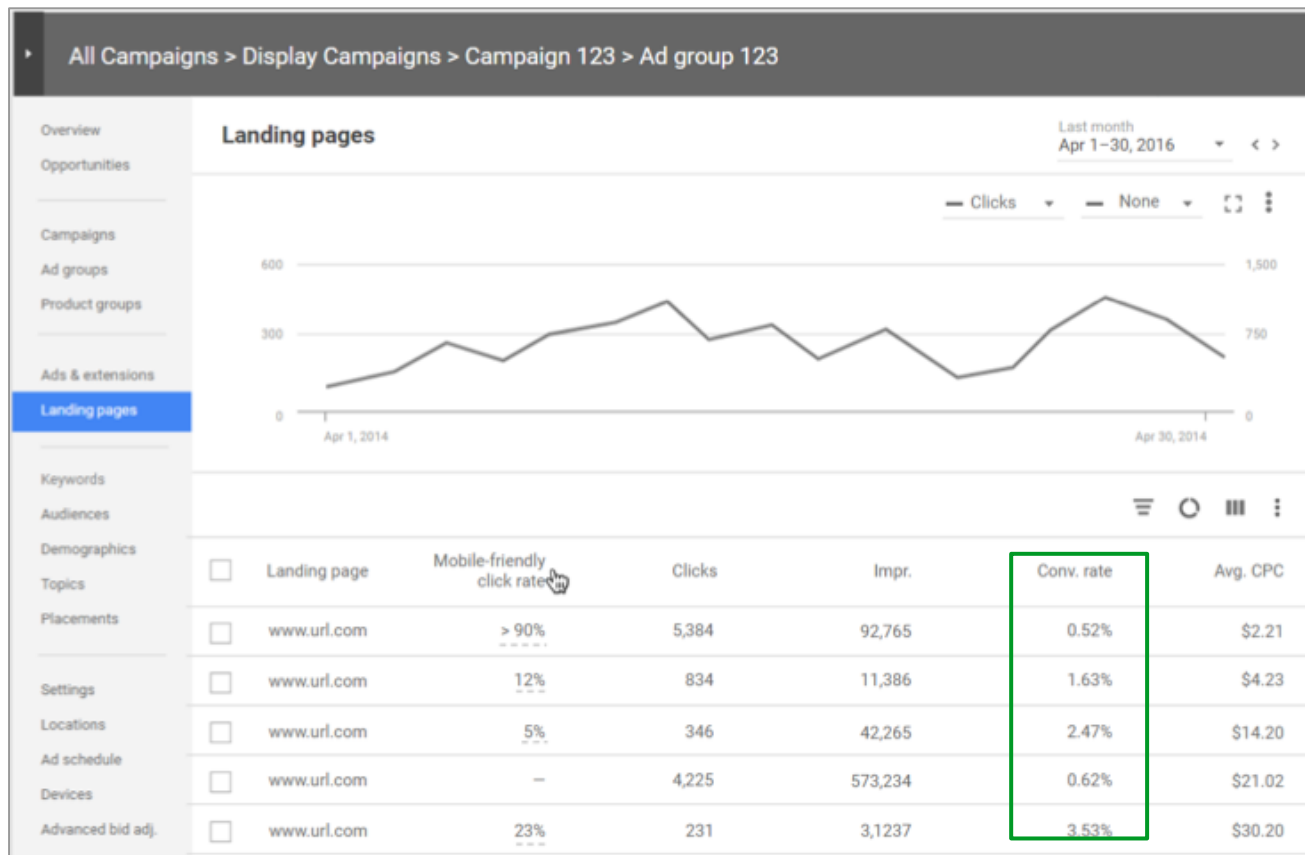 All Campaigns > Display Campaigns > Campaign 123 > Ad group 123
Overview
Opportunities
Campaigns
Ad groups
Product groups
Ads & extensions
Landing pages
Keywords
Audiences
Demographics
Topics
Placements
Settings
Locations
Ad schedule
Devices
Advanced bid adj.
Landing pages
Last month
Apr 1–30, 2016
Clicks
None
600
1,500
300
750
0
0
Apr 1, 2014
Apr 30, 2014
Landing page Mobile-friendly click rate Clicks Impr. Conv. rate Avg. CPC
www.url.com > 90% 5,384 92,765 0.52% $2.21
www.url.com 12% 834 11,386 1.63% $4.23
www.url.com 5% 346 42,265 2.47% $14.20
www.url.com — 4,225 573,234 0.62% $21.02
www.url.com 23% 231 3,1237 3.53% $30.20